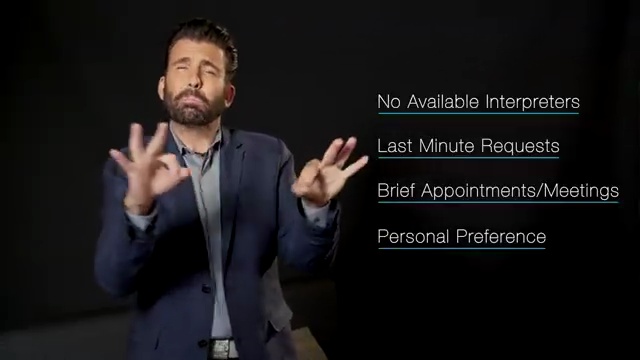 No Available Interpreters
Last Minute Requests
Brief Appointments/Meetings
Personal Preference